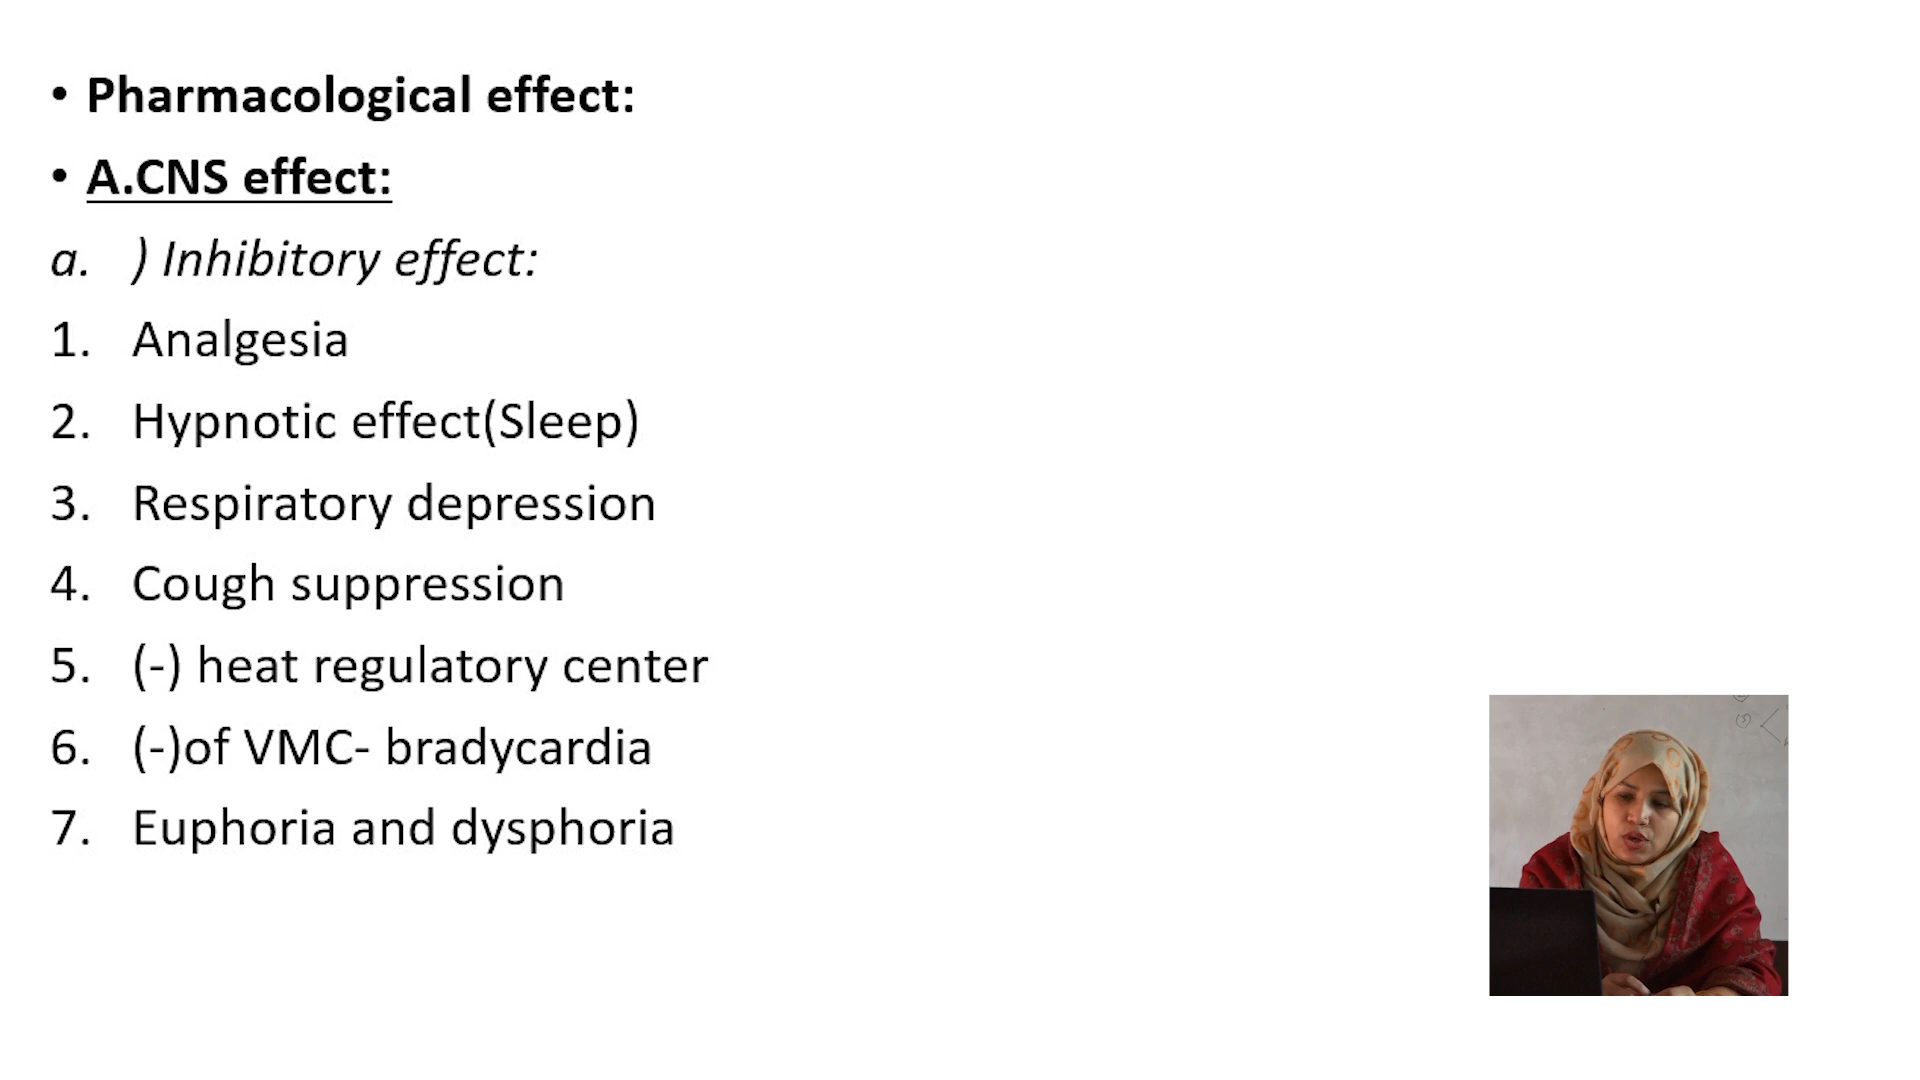 • Pharmacological effect:
• A.CNS effect:
a. ) Inhibitory effect:
1. Analgesia
2. Hypnotic effect(Sleep)
3. Respiratory depression
4. Cough suppression
5. (-) heat regulatory center
6. (-)of VMC- bradycardia
7. Euphoria and dysphoria